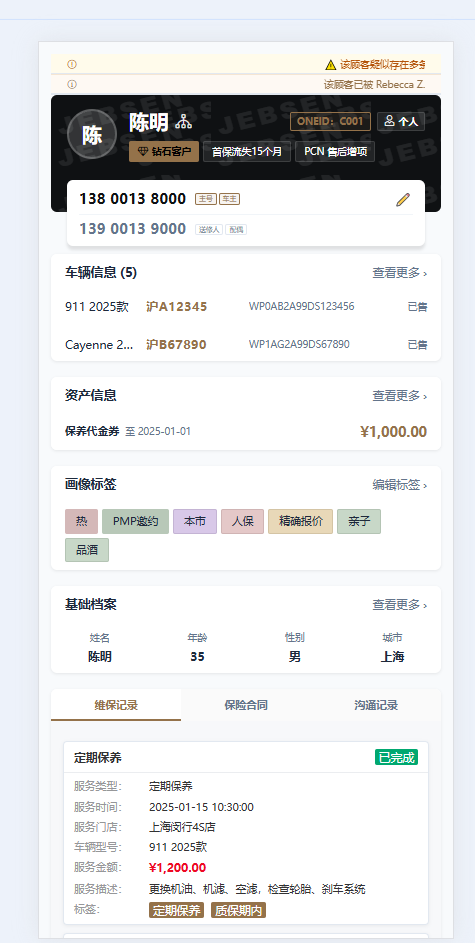 该顾客疑似存在多条
该顾客已被 Rebecca Z.
JEBSEN
陈
陈明
ONEID: C001
个人
钻石客户
首保流失15个月
PCN 售后增项
138 0013 8000
主号
车主
139 0013 9000
送修人
配偶
车辆信息 (5)
查看更多 ›
911 2025款
沪A12345
WP0AB2A99DS123456
已售
Cayenne 2...
沪B67890
WP1AG2A99DS67890
已售
资产信息
查看更多 ›
保养代金券 至 2025-01-01
¥1,000.00
画像标签
编辑标签 ›
热
PMP邀约
本市
人保
精确报价
亲子
品酒
基础档案
查看更多 ›
姓名 年龄 性别 城市
陈明 35 男 上海
维保记录 保险合同 沟通记录
定期保养
已完成
服务类型: 定期保养
服务时间: 2025-01-15 10:30:00
服务门店: 上海闵行4S店
车辆型号: 911 2025款
服务金额: ¥1,200.00
服务描述: 更换机油、机滤、空滤，检查轮胎、刹车系统
标签: 定期保养 质保期内